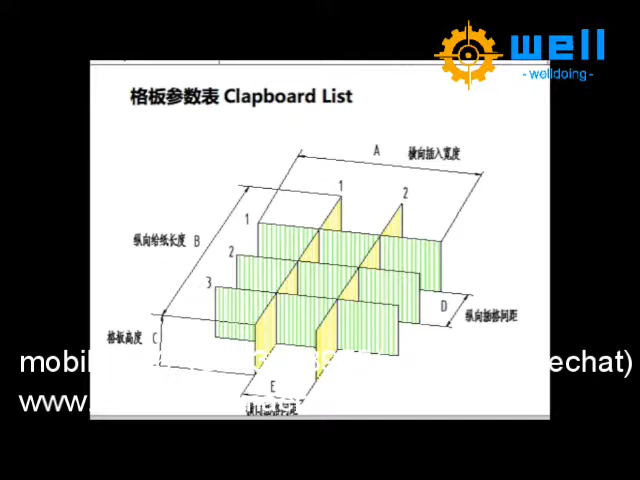 well
- welldoing -
格板参数表 Clapboard List
A 横向插入宽度
1 2
1
纵向给纸长度 B
2
3
D 纵向插格间距
格板高度 C
mobil echat)
E
www.